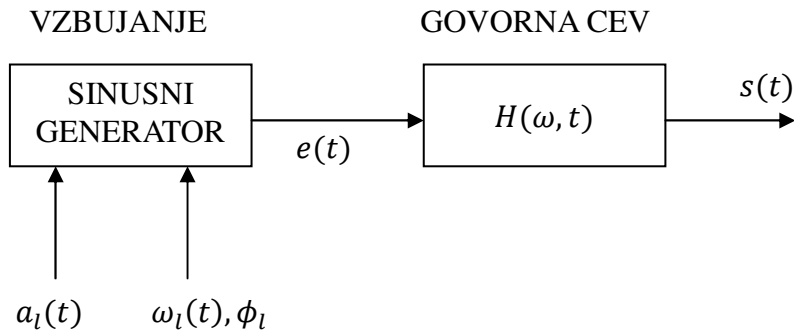 VZBUJANJE
GOVORNA CEV
SINUSNI
GENERATOR
e(t)
H(ω, t)
s(t)
a_l(t)
ω_l(t), ϕ_l